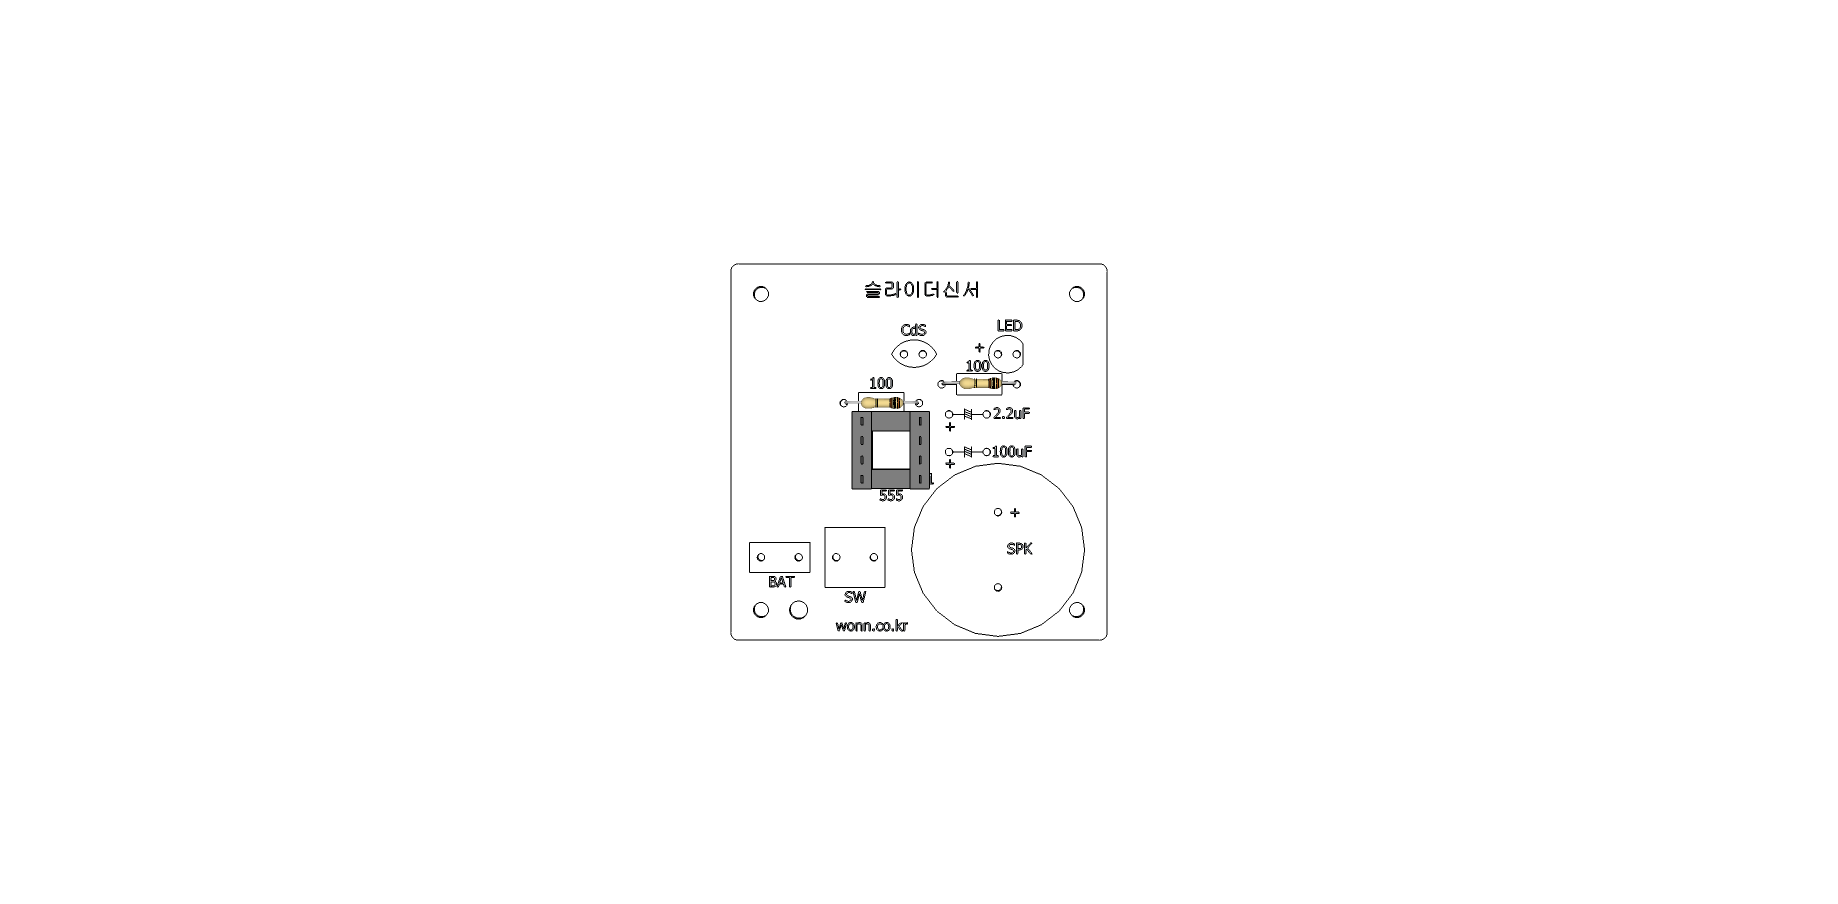 슬라이더신서
CdS
LED
+
100
100
2.2uF
+
100uF
+
1
555
+
SPK
BAT
SW
wonn.co.kr